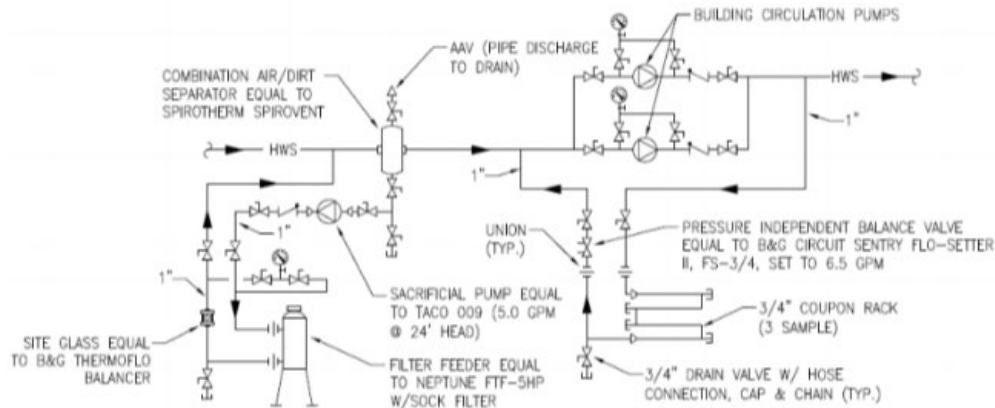 BUILDING CIRCULATION PUMPS
AAV (PIPE DISCHARGE
TO DRAIN)
COMBINATION AIR/DIRT
SEPARATOR EQUAL TO
SPIROTHERM SPIROVENT
HWS
HWS
1"
1"
1"
1"
UNION
(TYP.)
PRESSURE INDEPENDENT BALANCE VALVE
EQUAL TO B&G CIRCUIT SENTRY FLO-SETTER
II, FS-3/4, SET TO 6.5 GPM
SACRIFICIAL PUMP EQUAL
TO TACO 009 (5.0 GPM
@ 24' HEAD)
3/4" COUPON RACK
(3 SAMPLE)
SITE GLASS EQUAL
TO B&G THERMOFLO
BALANCER
FILTER FEEDER EQUAL
TO NEPTUNE FTF-5HP
W/SOCK FILTER
3/4" DRAIN VALVE W/ HOSE
CONNECTION, CAP & CHAIN (TYP.)